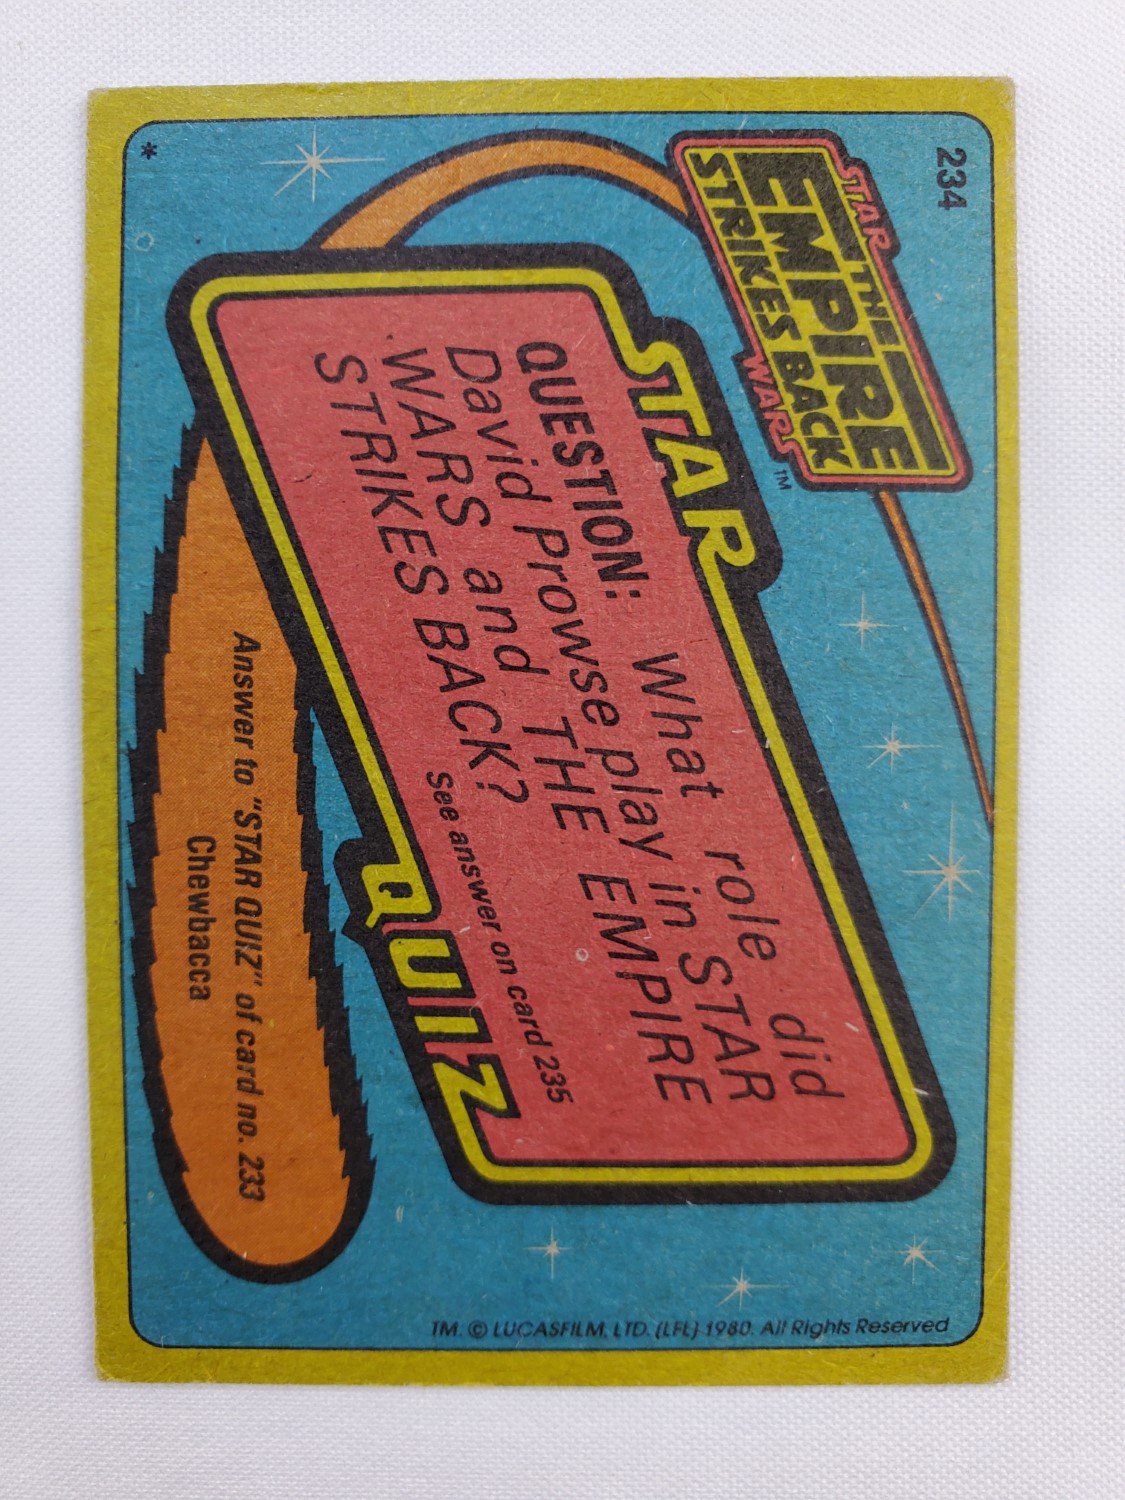 234
STAR
THE
EMPIRE
STRIKES BACK
WARS
TM
STAR
QUESTION: What role did
David Prowse play in STAR
WARS and THE EMPIRE
STRIKES BACK?
See answer on card 235
QUIZ
Answer to "STAR QUIZ" of card no. 233
Chewbacca
*
TM. © LUCASFILM, LTD. (LFL) 1980. All Rights Reserved